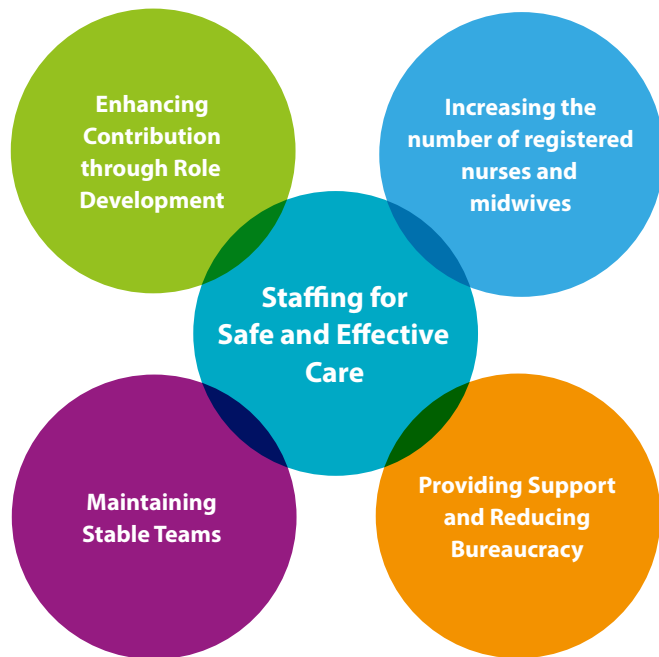 Enhancing
Contribution
through Role
Development
Increasing the
number of registered
nurses and
midwives
Staffing for
Safe and Effective
Care
Maintaining
Stable Teams
Providing Support
and Reducing
Bureaucracy